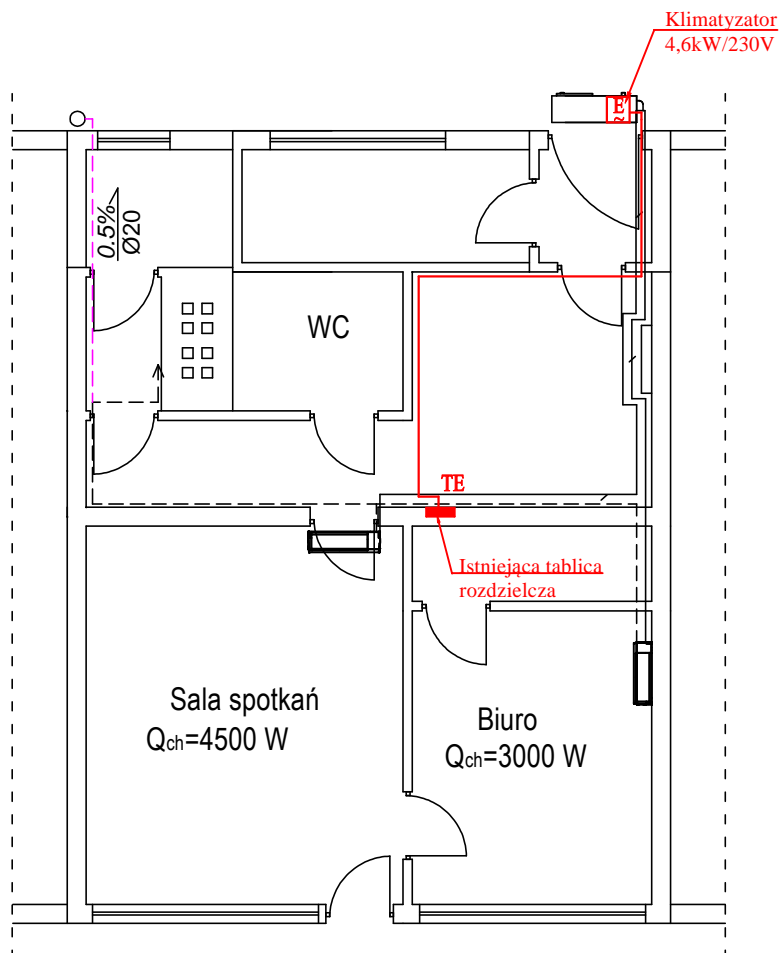 Klimatyzator
4,6kW/230V
E
~
0.5%
Ø20
WC
TE
Istniejąca tablica
rozdzielcza
Sala spotkań
Qch=4500 W
Biuro
Qch=3000 W